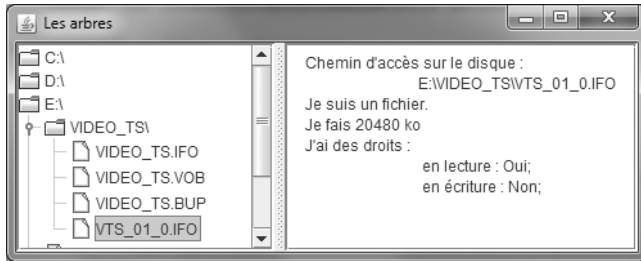 Les arbres
C:\
D:\
E:\
VIDEO_TS\
VIDEO_TS.IFO
VIDEO_TS.VOB
VIDEO_TS.BUP
VTS_01_0.IFO
Chemin d'accès sur le disque :
E:\VIDEO_TS\VTS_01_0.IFO
Je suis un fichier.
Je fais 20480 ko
J'ai des droits :
en lecture : Oui;
en écriture : Non;